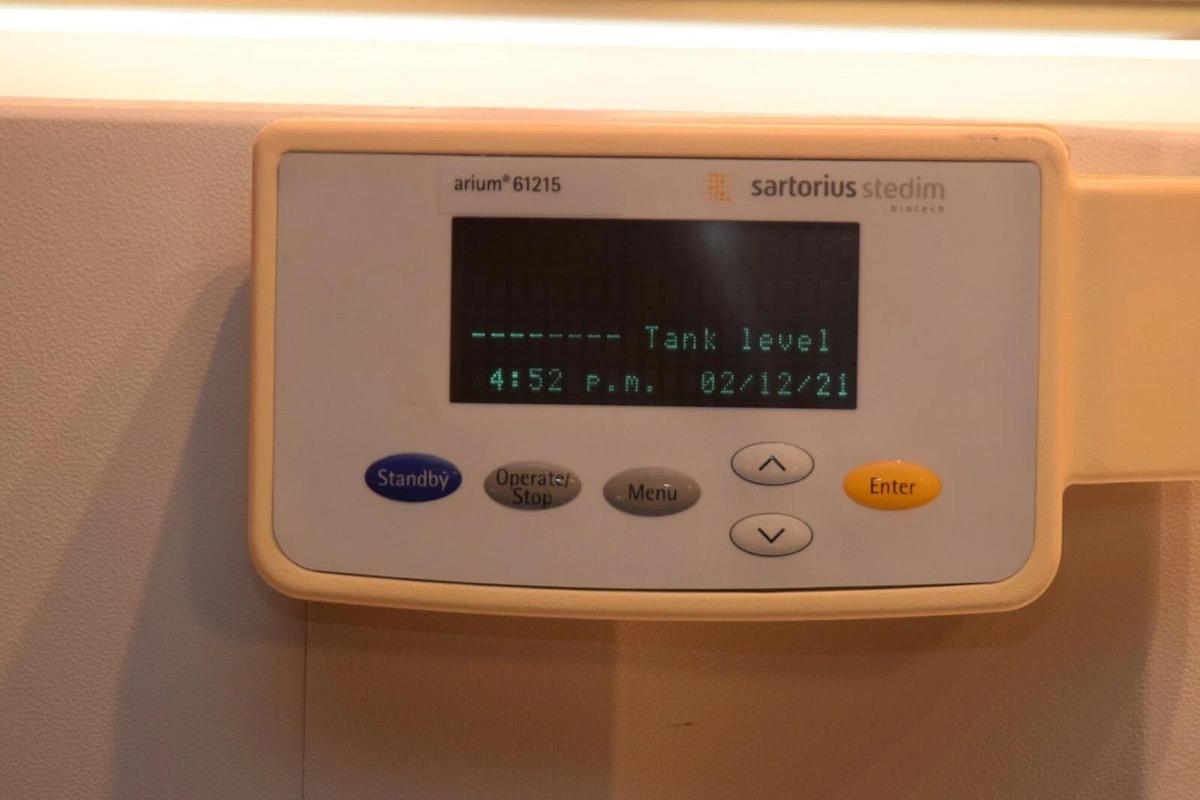 arium® 61215
sartorius stedim
biotech
-------- Tank level
4:52 p.m. 02/12/21
Standby
Operate/
Stop
Menu
Enter